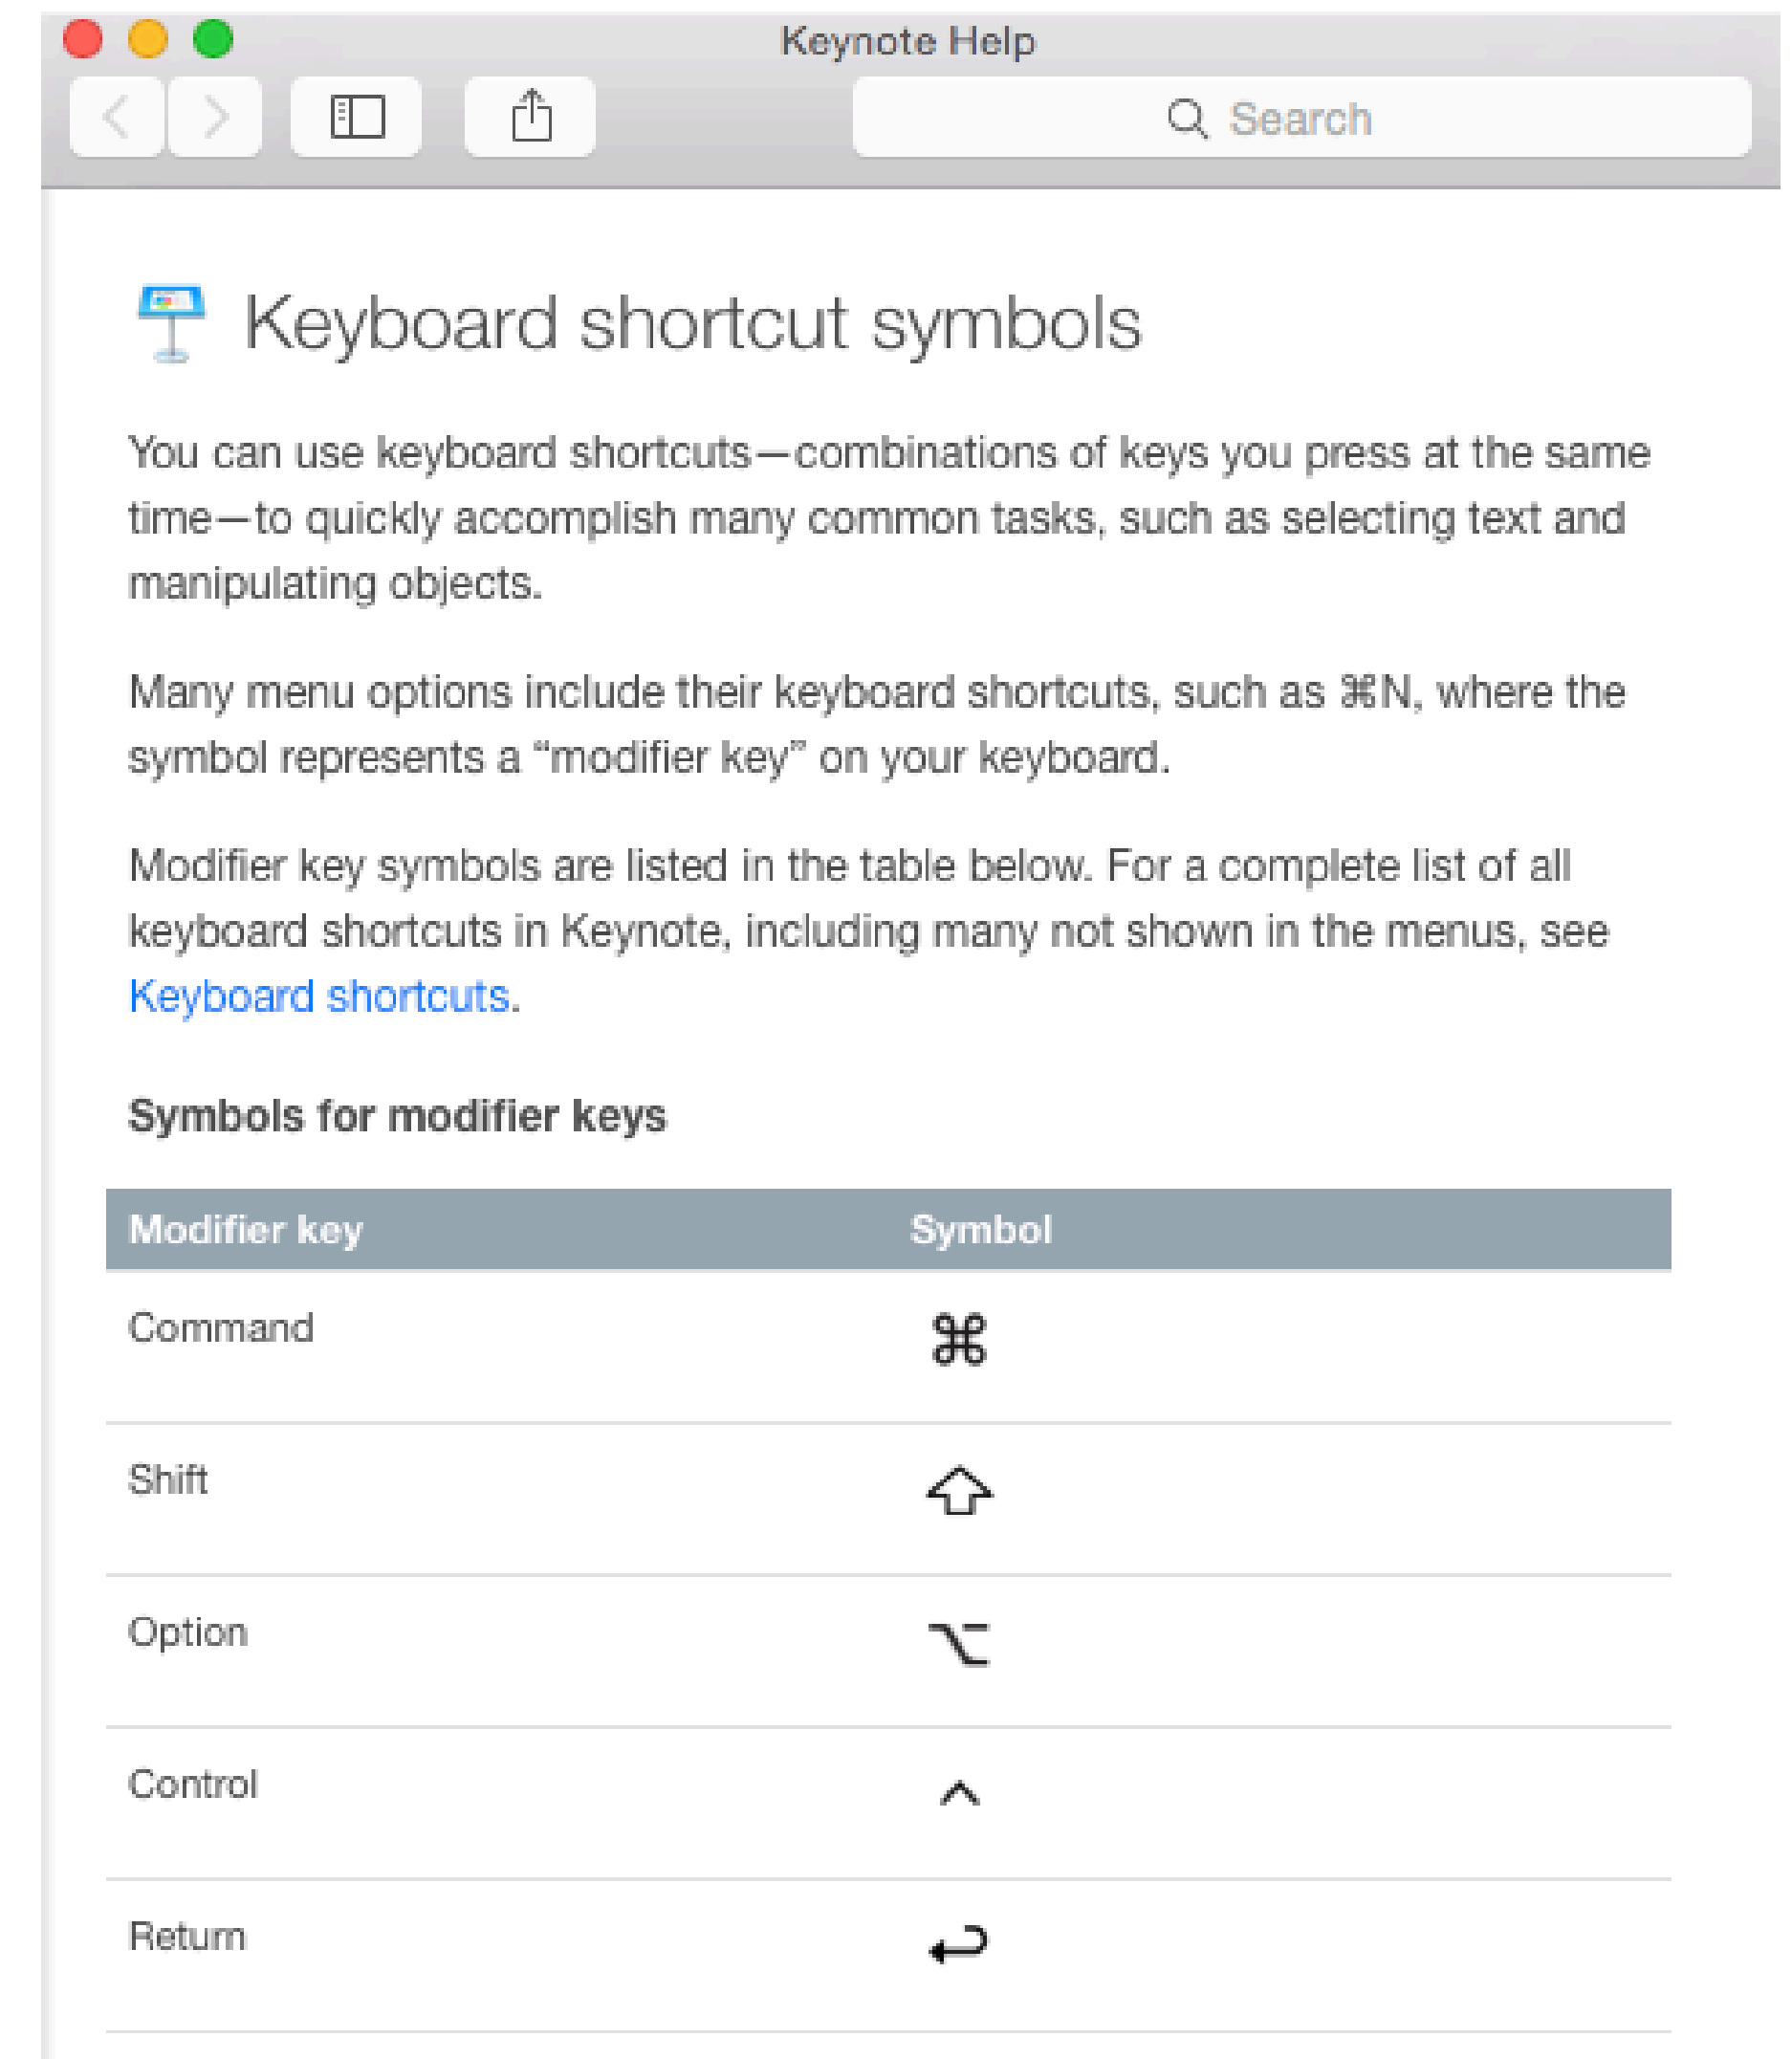 Keynote Help
Search
Keyboard shortcut symbols
You can use keyboard shortcuts—combinations of keys you press at the same
time—to quickly accomplish many common tasks, such as selecting text and
manipulating objects.
Many menu options include their keyboard shortcuts, such as ⌘N, where the
symbol represents a “modifier key” on your keyboard.
Modifier key symbols are listed in the table below. For a complete list of all
keyboard shortcuts in Keynote, including many not shown in the menus, see
Keyboard shortcuts.
Symbols for modifier keys
Modifier key Symbol
Command ⌘
Shift ⇧
Option ⌥
Control ⌃
Return ↩